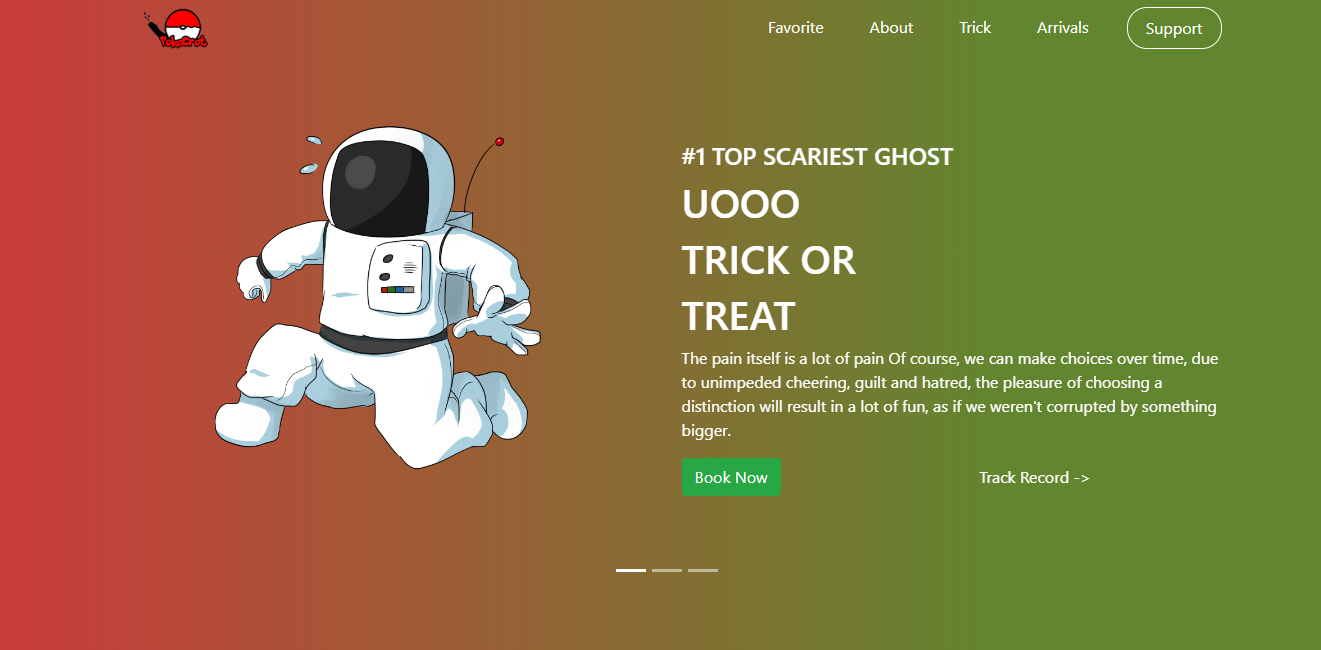 Favorite
About
Trick
Arrivals
Support
#1 TOP SCARIEST GHOST
UOOO
TRICK OR
TREAT
The pain itself is a lot of pain Of course, we can make choices over time, due
to unimpeded cheering, guilt and hatred, the pleasure of choosing a
distinction will result in a lot of fun, as if we weren't corrupted by something
bigger.
Book Now
Track Record ->